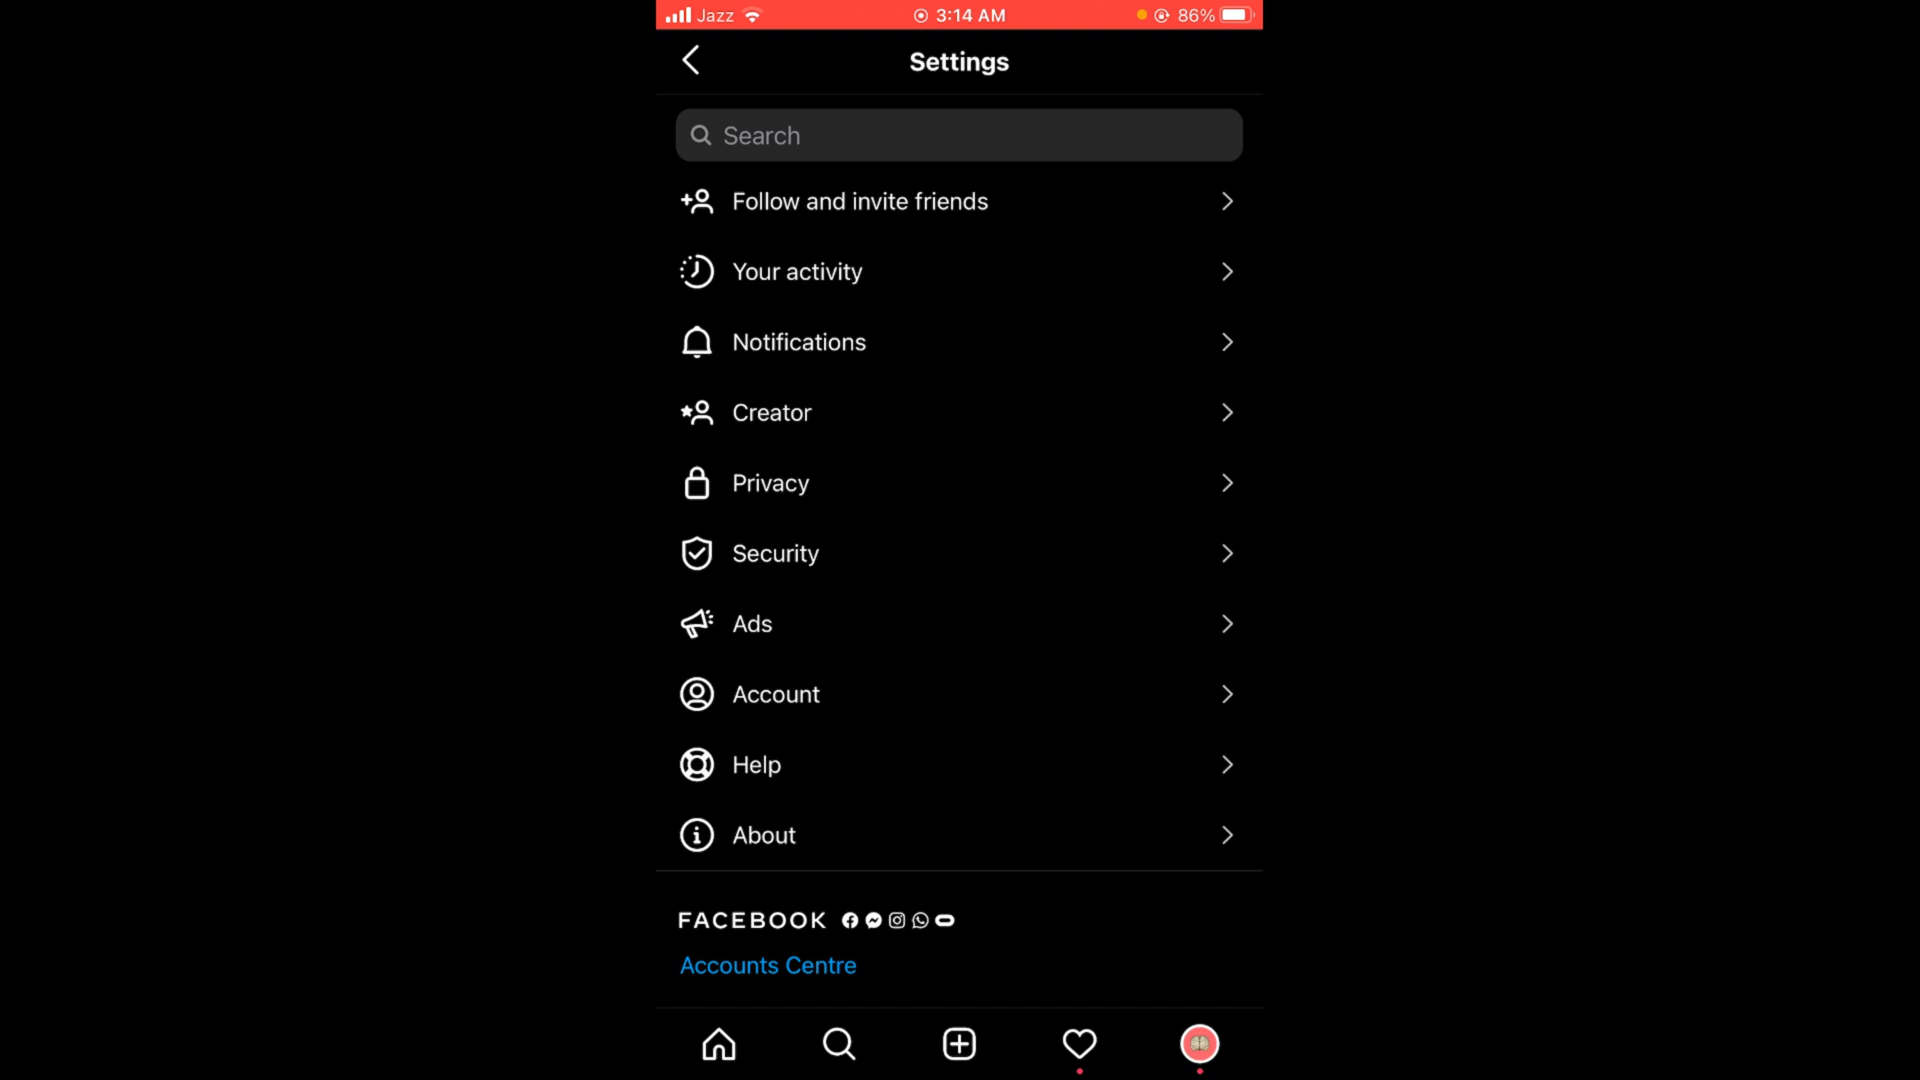 Jazz 3:14 AM 86%
Settings
Search
Follow and invite friends
Your activity
Notifications
Creator
Privacy
Security
Ads
Account
Help
About
FACEBOOK
Accounts Centre